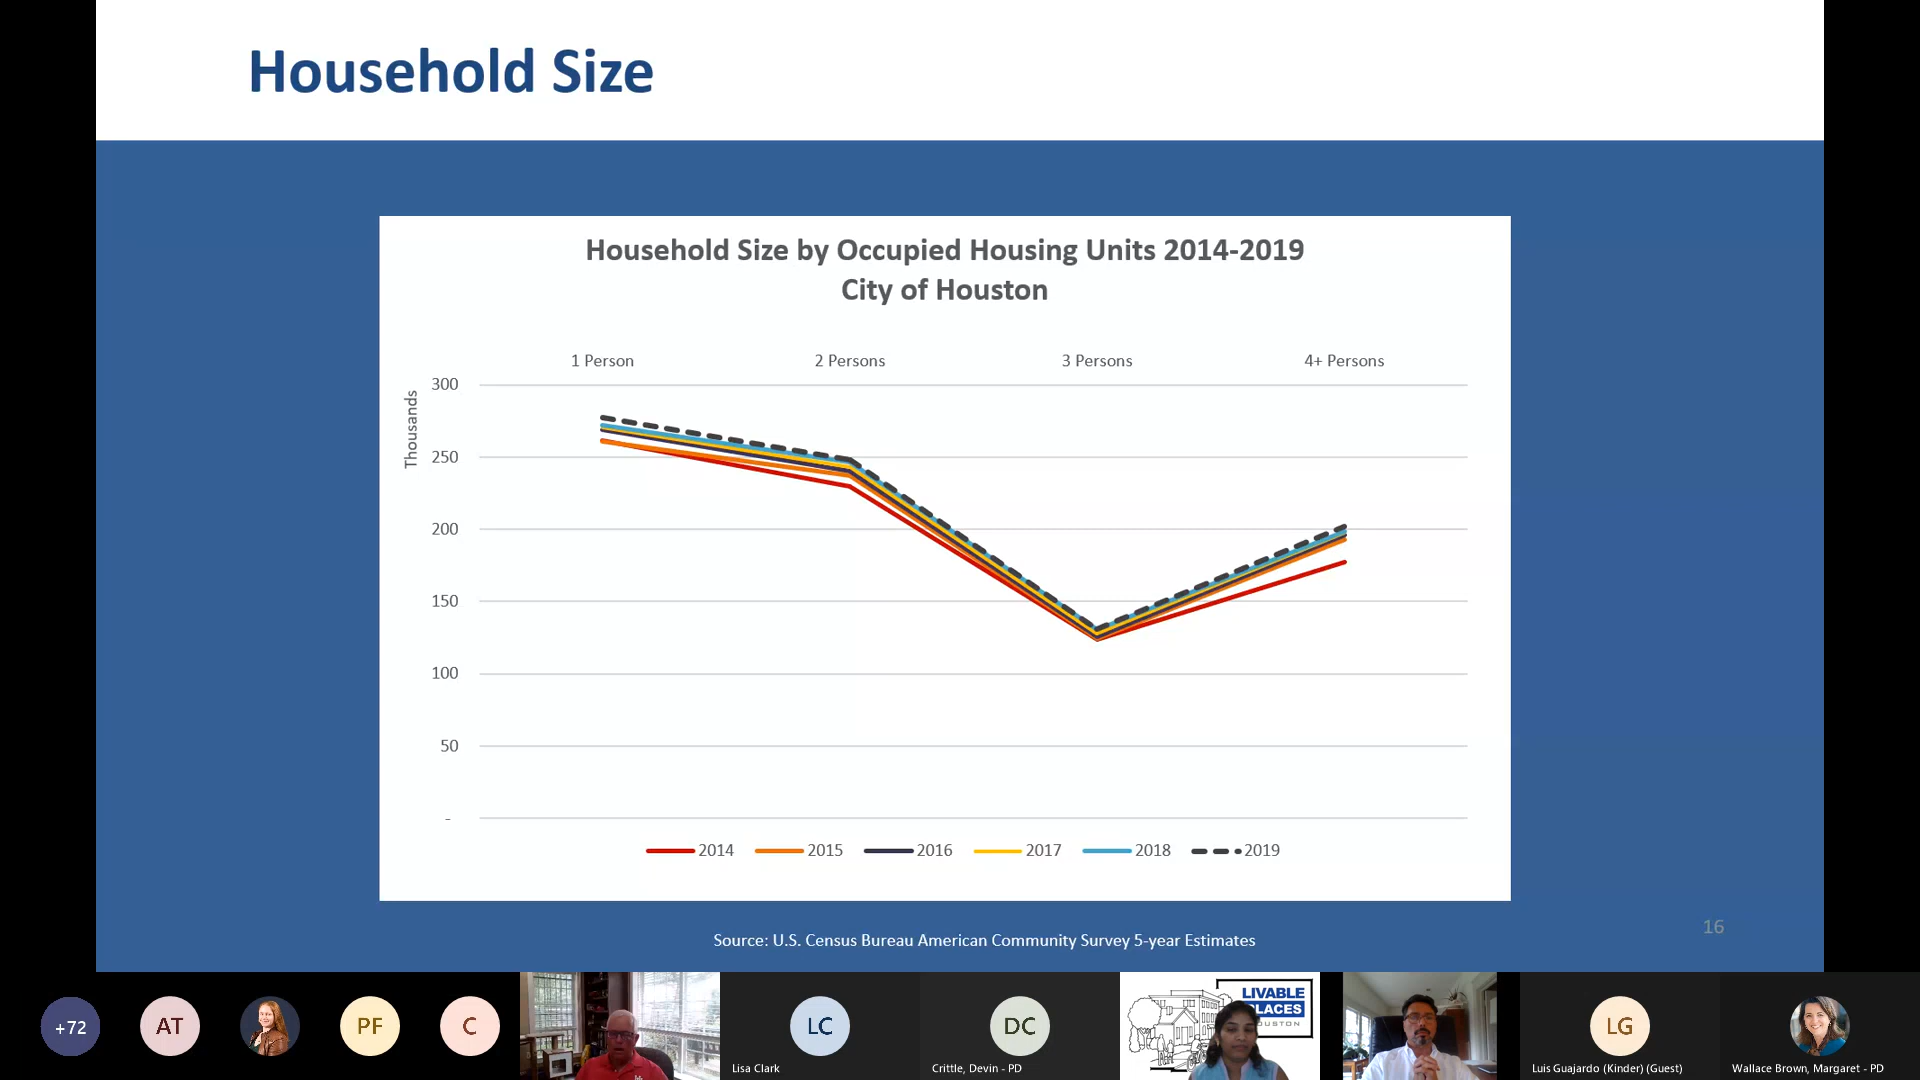 Household Size
Household Size by Occupied Housing Units 2014-2019
City of Houston
1 Person 2 Persons 3 Persons 4+ Persons
Thousands
300
250
200
150
100
50
-
2014 2015 2016 2017 2018 2019
Source: U.S. Census Bureau American Community Survey 5-year Estimates
16
+72
AT
PF
C
LC
Lisa Clark
DC
Crittle, Devin - PD
LIVABLE
PLACES
HOUSTON
LG
Luis Guajardo (Kinder) (Guest)
Wallace Brown, Margaret - PD